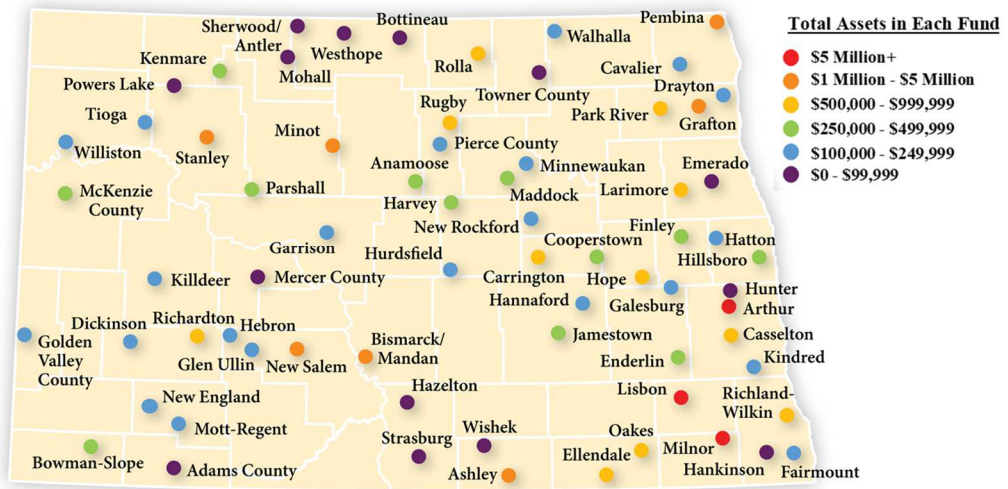 Total Assets in Each Fund
$5 Million+
$1 Million - $5 Million
$500,000 - $999,999
$250,000 - $499,999
$100,000 - $249,999
$0 - $99,999
Sherwood/
Antler
Bottineau
Westhope
Mohall
Kenmare
Powers Lake
Tioga
Williston
Stanley
Minot
McKenzie
County
Parshall
Garrison
Rolla
Walhalla
Pembina
Cavalier
Towner County
Drayton
Park River
Grafton
Rugby
Pierce County
Anamoose
Minnewaukan
Maddock
Harvey
Emerado
Larimore
New Rockford
Cooperstown
Finley
Hatton
Hillsboro
Hurdsfield
Carrington
Hope
Hannaford
Galesburg
Hunter
Arthur
Casselton
Kindred
Killdeer
Mercer County
Dickinson
Richardton
Hebron
Golden
Valley
County
Glen Ullin
New Salem
Bismarck/
Mandan
Jamestown
Enderlin
Hazelton
Lisbon
Richland-
Wilkin
New England
Mott-Regent
Strasburg
Wishek
Oakes
Milnor
Ellendale
Bowman-Slope
Adams County
Ashley
Hankinson
Fairmount